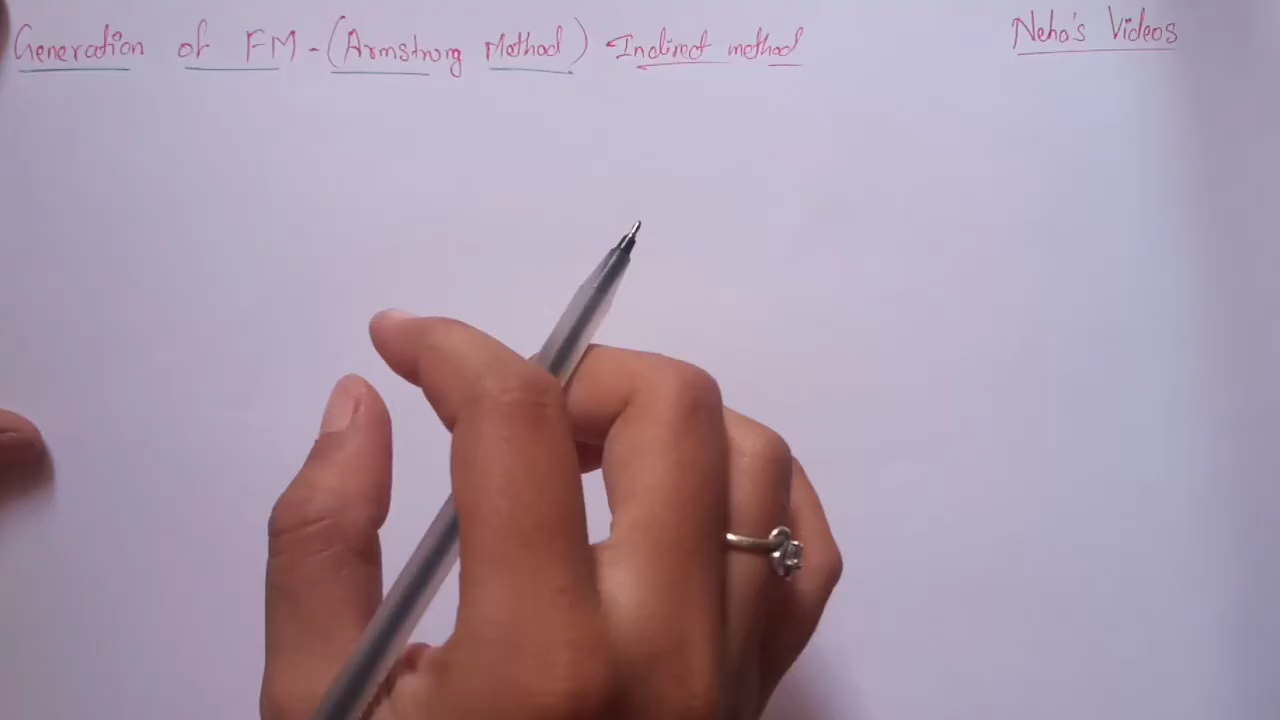 Generation of FM - (Armstrong Method) Indirect method
Neha's Videos